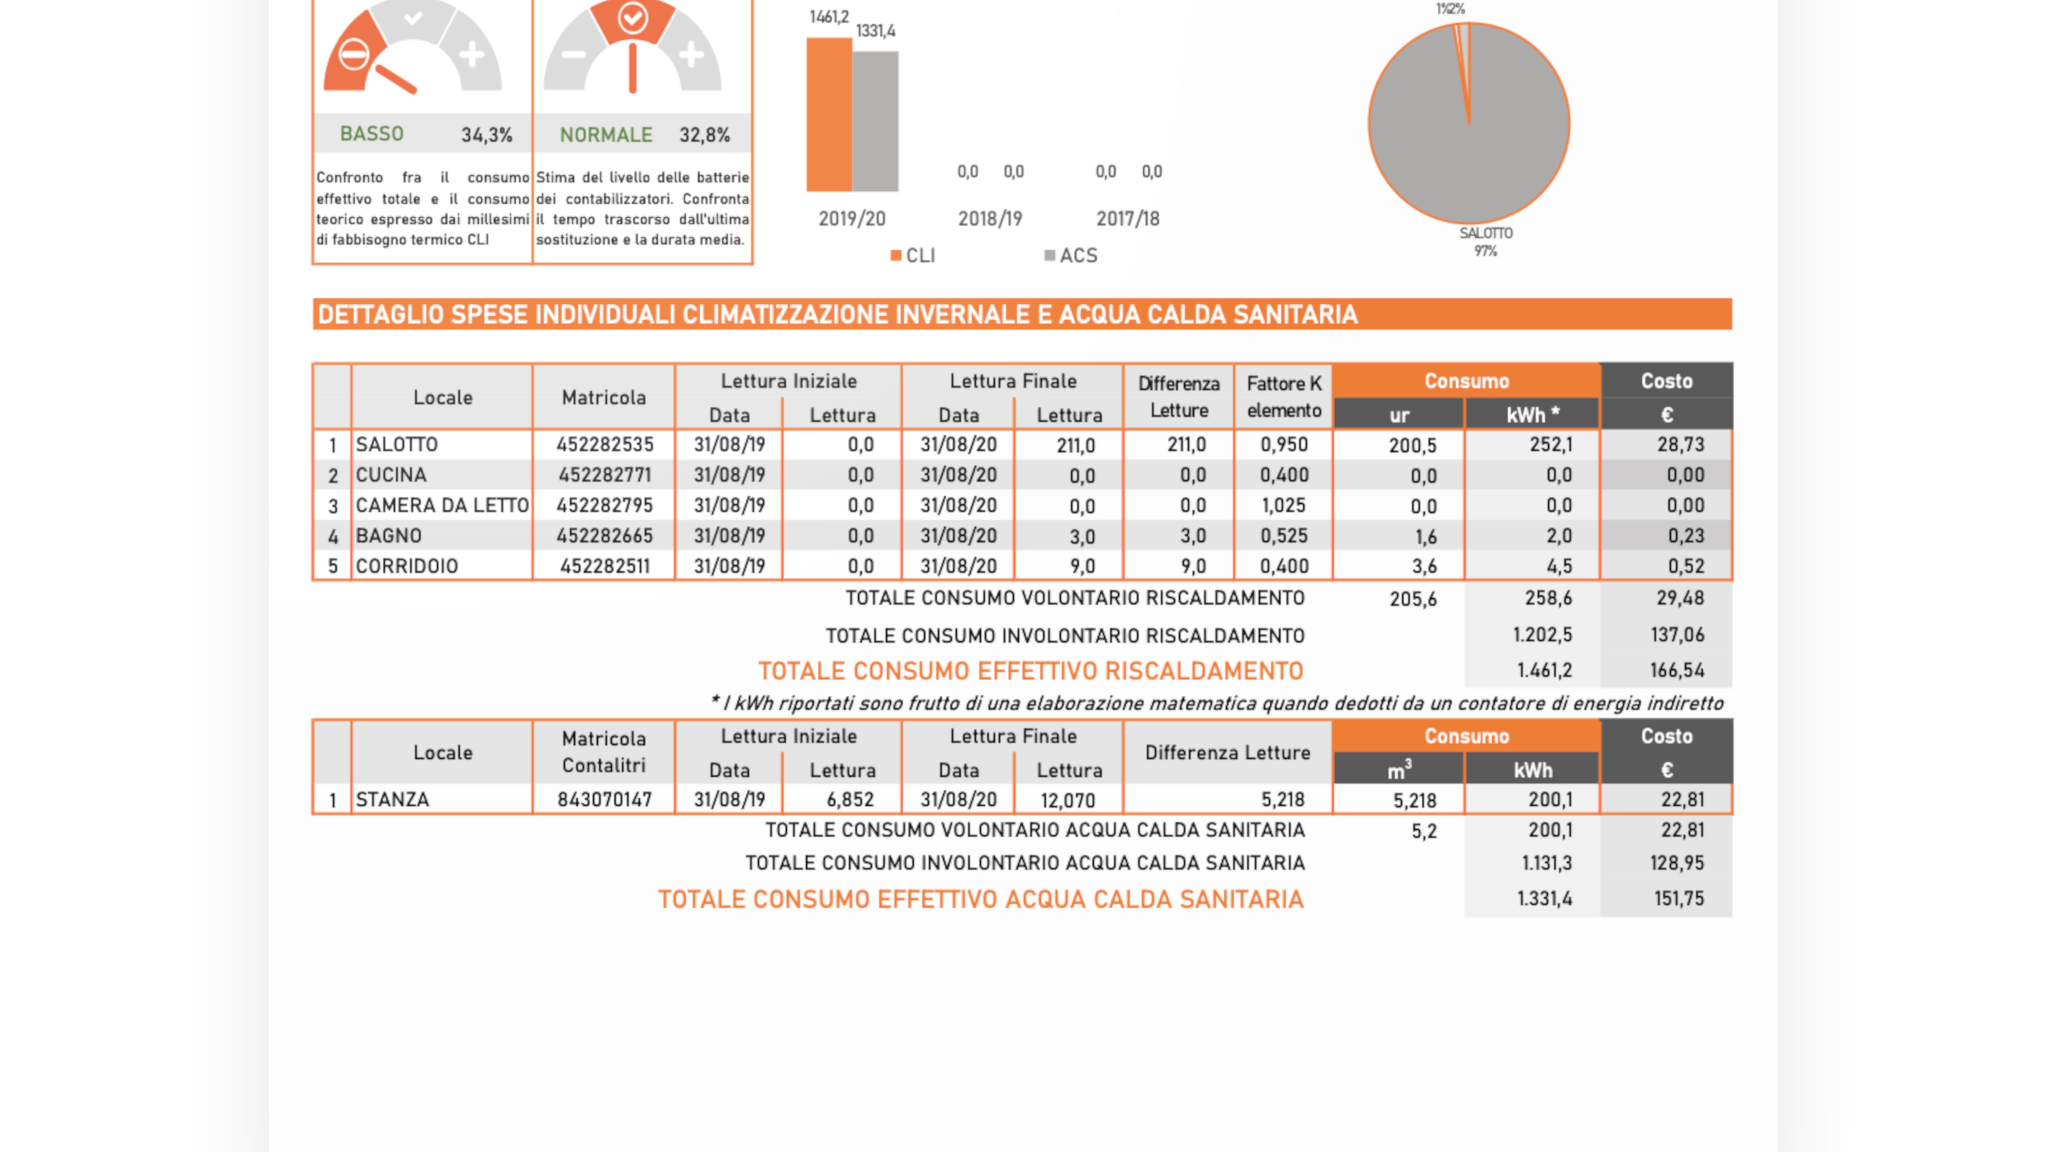 1461,2
1331,4
1%2%
BASSO 34,3%
NORMALE 32,8%
Confronto fra il consumo
effettivo totale e il consumo
teorico espresso dai millesimi
di fabbisogno termico CLI
Stima del livello delle batterie
dei contabilizzatori. Confronta
il tempo trascorso dall'ultima
sostituzione e la durata media.
0,0 0,0 0,0 0,0
2019/20 2018/19 2017/18
CLI ACS
SALOTTO
97%
DETTAGLIO SPESE INDIVIDUALI CLIMATIZZAZIONE INVERNALE E ACQUA CALDA SANITARIA
Locale Matricola Lettura Iniziale Lettura Finale Differenza Letture Fattore K elemento Consumo Costo
Data Lettura Data Lettura ur kWh * €
1 SALOTTO 452282535 31/08/19 0,0 31/08/20 211,0 211,0 0,950 200,5 252,1 28,73
2 CUCINA 452282771 31/08/19 0,0 31/08/20 0,0 0,0 0,400 0,0 0,0 0,00
3 CAMERA DA LETTO 452282795 31/08/19 0,0 31/08/20 0,0 0,0 1,025 0,0 0,0 0,00
4 BAGNO 452282665 31/08/19 0,0 31/08/20 3,0 3,0 0,525 1,6 2,0 0,23
5 CORRIDOIO 452282511 31/08/19 0,0 31/08/20 9,0 9,0 0,400 3,6 4,5 0,52
TOTALE CONSUMO VOLONTARIO RISCALDAMENTO 205,6 258,6 29,48
TOTALE CONSUMO INVOLONTARIO RISCALDAMENTO 1.202,5 137,06
TOTALE CONSUMO EFFETTIVO RISCALDAMENTO 1.461,2 166,54
* I kWh riportati sono frutto di una elaborazione matematica quando dedotti da un contatore di energia indiretto
Locale Matricola Contalitri Lettura Iniziale Lettura Finale Differenza Letture Consumo Costo
Data Lettura Data Lettura m³ kWh €
1 STANZA 843070147 31/08/19 6,852 31/08/20 12,070 5,218 5,218 200,1 22,81
TOTALE CONSUMO VOLONTARIO ACQUA CALDA SANITARIA 5,2 200,1 22,81
TOTALE CONSUMO INVOLONTARIO ACQUA CALDA SANITARIA 1.131,3 128,95
TOTALE CONSUMO EFFETTIVO ACQUA CALDA SANITARIA 1.331,4 151,75